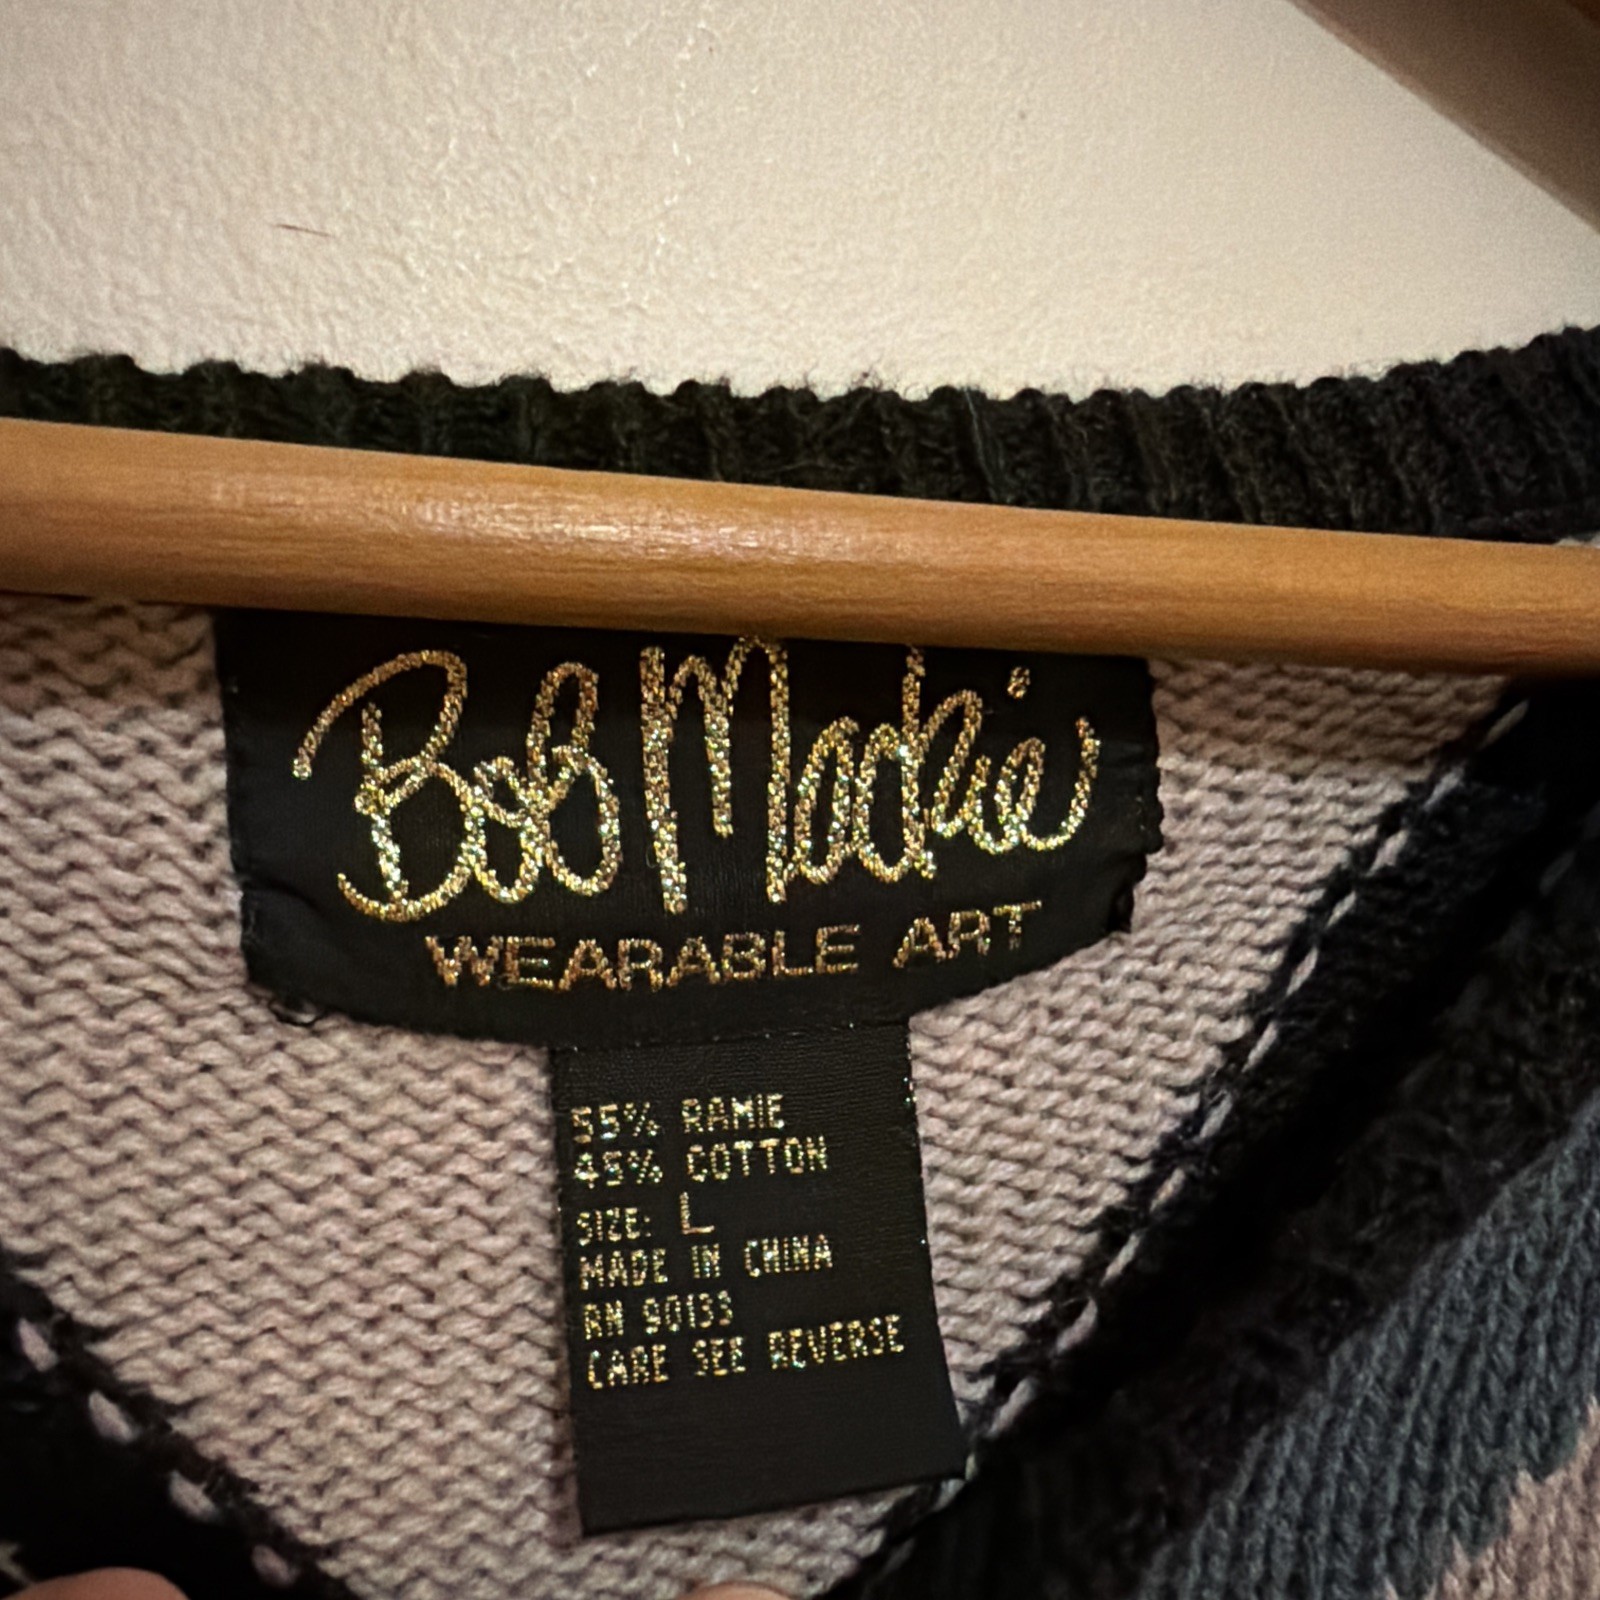 Bob Mackie
WEARABLE ART
55% RAMIE
45% COTTON
SIZE: L
MADE IN CHINA
RN 90133
CARE SEE REVERSE